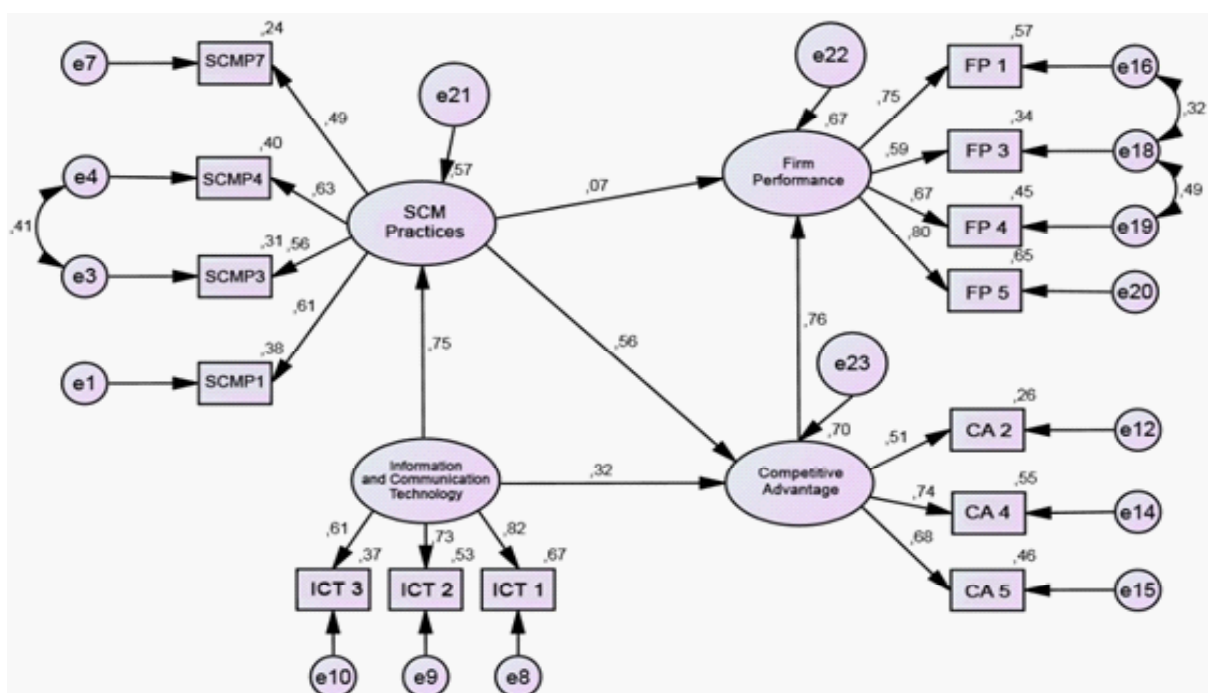 ,24
e7
SCMP7
,49
,40
e4
SCMP4
,63
,41
,31
,56
e3
SCMP3
,61
,38
e1
SCMP1
e21
,57
SCM
Practices
,07
,75
,56
e22
,67
Firm
Performance
,57
,75
FP 1
e16
,32
,34
,59
FP 3
e18
,45
,67
FP 4
e19
,49
,80
,65
FP 5
e20
,76
e23
,70
Competitive
Advantage
,26
,51
CA 2
e12
,55
,74
CA 4
e14
,46
,68
CA 5
e15
Information
and Communication
Technology
,32
,61
,73
,82
,37
,53
,67
ICT 3
ICT 2
ICT 1
e10
e9
e8